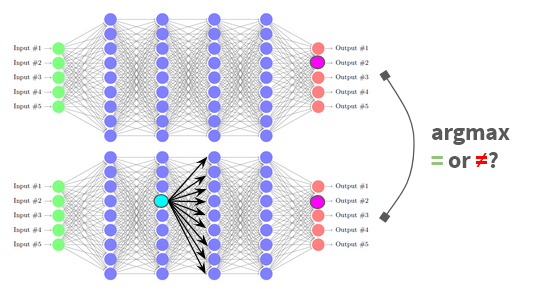 Input #1
Input #2
Input #3
Input #4
Input #5
Output #1
Output #2
Output #3
Output #4
Output #5
argmax
= or ≠?
Input #1
Input #2
Input #3
Input #4
Input #5
Output #1
Output #2
Output #3
Output #4
Output #5